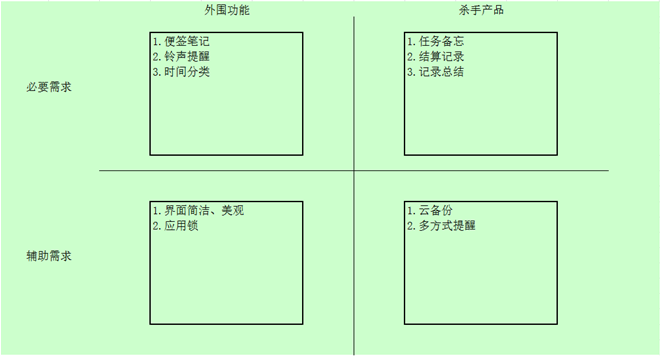 外围功能
杀手产品
必要需求
1.便签笔记
2.铃声提醒
3.时间分类
1.任务备忘
2.结算记录
3.记录总结
辅助需求
1.界面简洁、美观
2.应用锁
1.云备份
2.多方式提醒